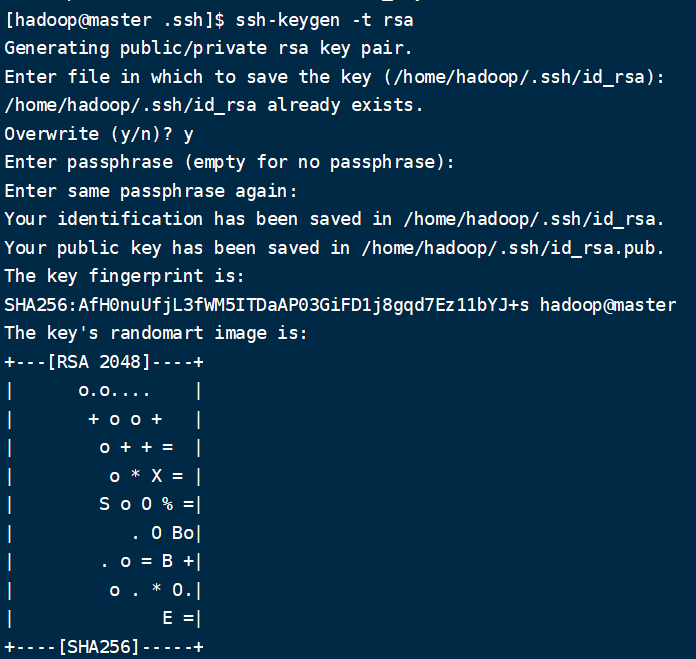 [hadoop@master .ssh]$ ssh-keygen -t rsa
Generating public/private rsa key pair.
Enter file in which to save the key (/home/hadoop/.ssh/id_rsa):
/home/hadoop/.ssh/id_rsa already exists.
Overwrite (y/n)? y
Enter passphrase (empty for no passphrase):
Enter same passphrase again:
Your identification has been saved in /home/hadoop/.ssh/id_rsa.
Your public key has been saved in /home/hadoop/.ssh/id_rsa.pub.
The key fingerprint is:
SHA256:AfH0nuUfjL3fWM5ITDaAP03GiFD1j8gqd7Ez11bYJ+s hadoop@master
The key's randomart image is:
+---[RSA 2048]----+
|      o.o....    |
|       + o o +   |
|        o + + =  |
|         o * X = |
|        S o O % =|
|           . O Bo|
|        . o = B +|
|         o . * O.|
|              E =|
+----[SHA256]-----+